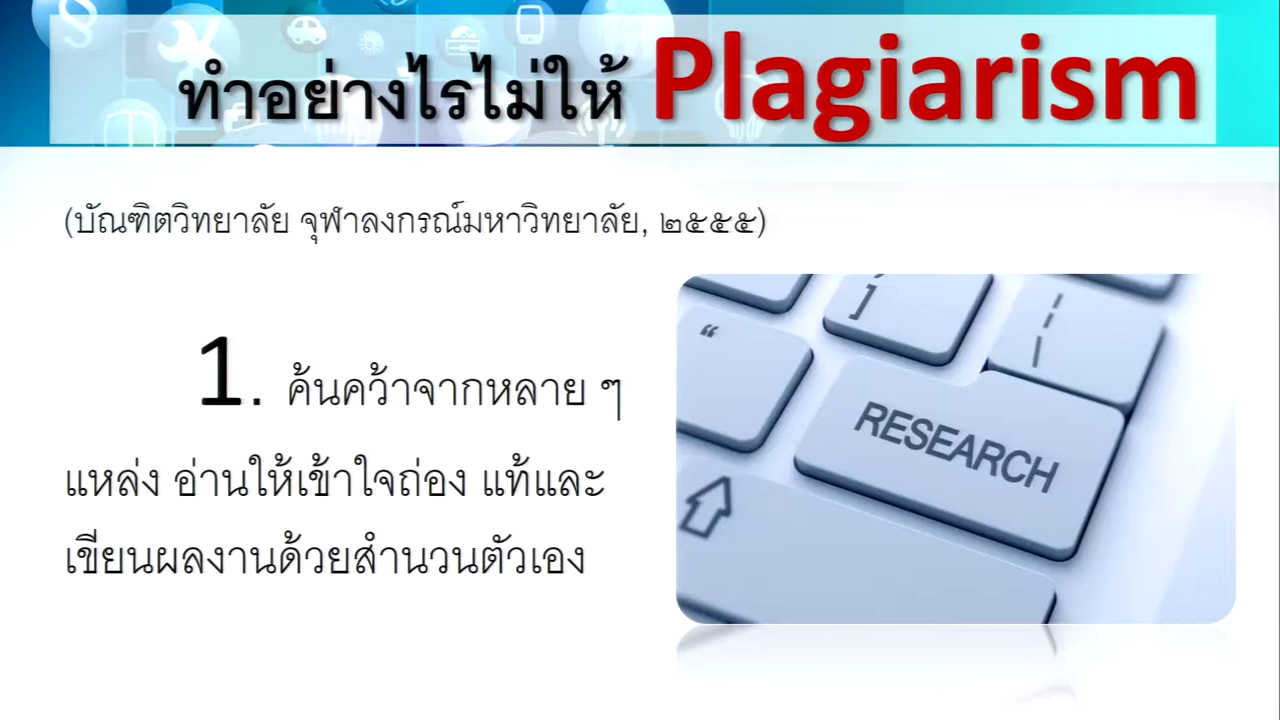 ทำอย่างไรไม่ให้ Plagiarism
(บัณฑิตวิทยาลัย จุฬาลงกรณ์มหาวิทยาลัย, ๒๕๕๕)
1. ค้นคว้าจากหลาย ๆ
แหล่ง อ่านให้เข้าใจถ่อง แท้และ
เขียนผลงานด้วยสำนวนตัวเอง
“
]
RESEARCH